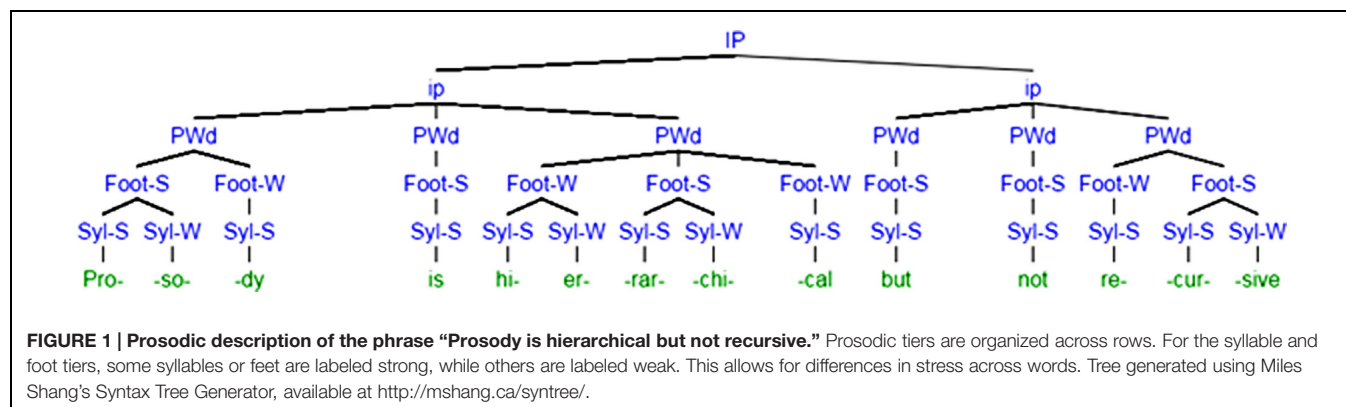 IP
ip ip
PWd PWd PWd PWd PWd PWd
Foot-S Foot-W Foot-S Foot-W Foot-S Foot-W Foot-S Foot-S Foot-W Foot-S
Syl-S Syl-W Syl-S Syl-S Syl-S Syl-W Syl-S Syl-W Syl-S Syl-S Syl-S Syl-S Syl-S Syl-W
Pro- -so- -dy is hi- er- -rar- -chi- -cal but not re- -cur- -sive
FIGURE 1 | Prosodic description of the phrase “Prosody is hierarchical but not recursive.” Prosodic tiers are organized across rows. For the syllable and
foot tiers, some syllables or feet are labeled strong, while others are labeled weak. This allows for differences in stress across words. Tree generated using Miles
Shang’s Syntax Tree Generator, available at http://mshang.ca/syntree/.